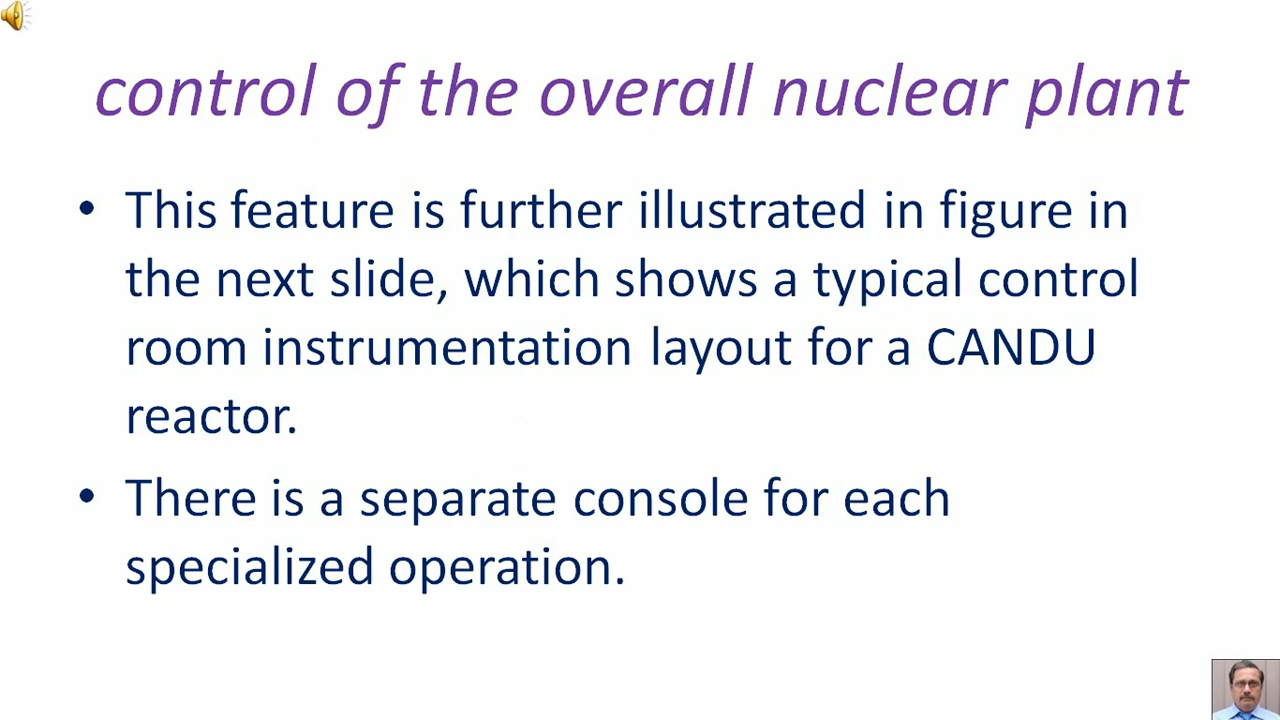 control of the overall nuclear plant
• This feature is further illustrated in figure in
the next slide, which shows a typical control
room instrumentation layout for a CANDU
reactor.
• There is a separate console for each
specialized operation.